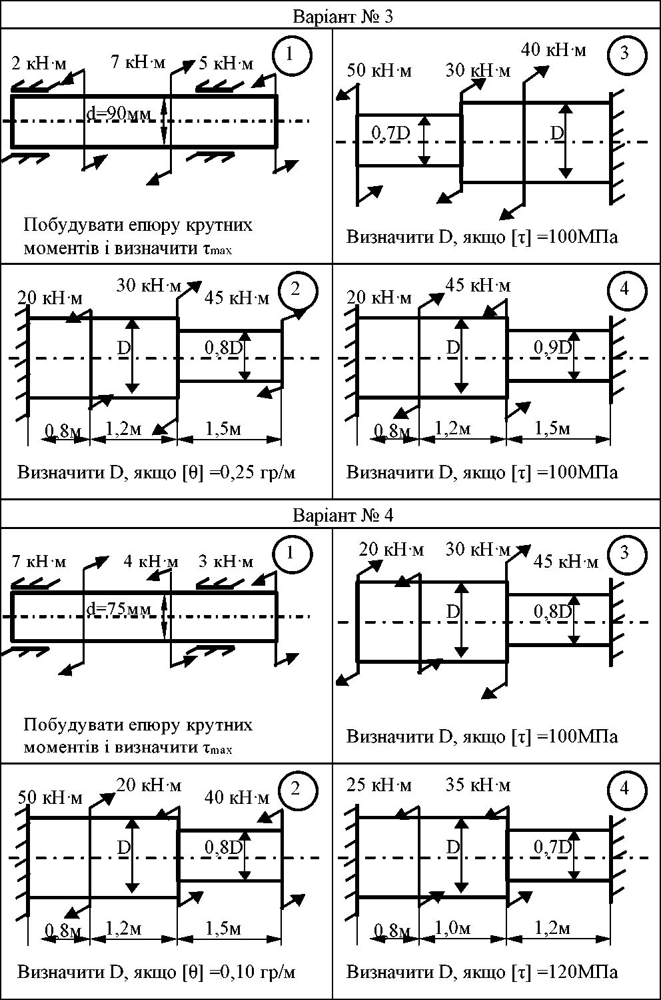 Варіант № 3
1
2 кН·м 7 кН·м 5 кН·м
d=90мм
Побудувати епюру крутних
моментів і визначити τmax
3
40 кН·м
50 кН·м 30 кН·м
0,7D D
Визначити D, якщо [τ] =100МПа
2
30 кН·м
20 кН·м 45 кН·м
D 0,8D
0,8м 1,2м 1,5м
Визначити D, якщо [θ] =0,25 гр/м
4
20 кН·м 45 кН·м
D 0,9D
0,8м 1,2м 1,5м
Визначити D, якщо [τ] =100МПа
Варіант № 4
1
7 кН·м 4 кН·м 3 кН·м
d=75мм
Побудувати епюру крутних
моментів і визначити τmax
3
20 кН·м 30 кН·м
45 кН·м
D 0,8D
Визначити D, якщо [τ] =100МПа
2
20 кН·м
50 кН·м 40 кН·м
D 0,8D
0,8м 1,2м 1,5м
Визначити D, якщо [θ] =0,10 гр/м
4
25 кН·м 35 кН·м
D 0,7D
0,8м 1,0м 1,2м
Визначити D, якщо [τ] =120МПа